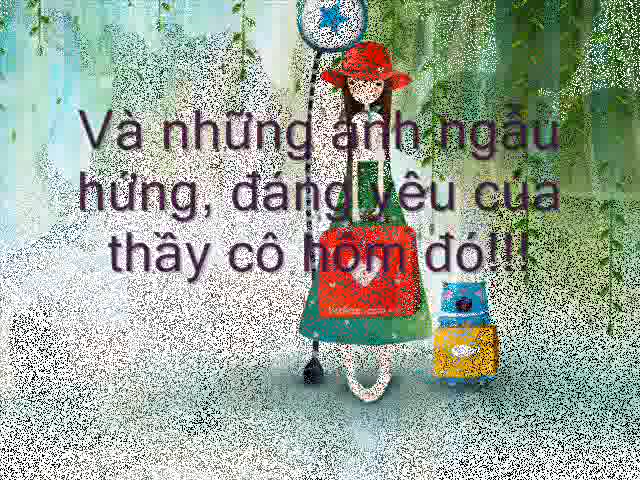 Và những ảnh ngẫu
hứng, đáng yêu của
thầy cô hôm đó!!!